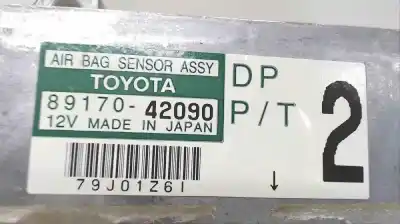 AIR BAG SENSOR ASSY
TOYOTA
89170-42090
12V MADE IN JAPAN
DP
P/T
2
79J01Z6I
↓